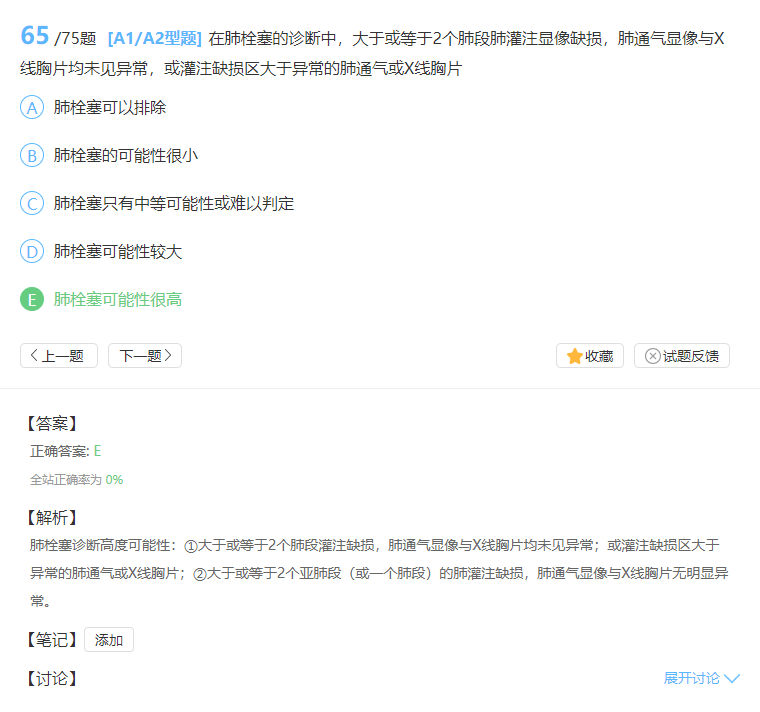 65 /75题 [A1/A2型题] 在肺栓塞的诊断中，大于或等于2个肺段肺灌注显像缺损，肺通气显像与X
线胸片均未见异常，或灌注缺损区大于异常的肺通气或X线胸片
A 肺栓塞可以排除
B 肺栓塞的可能性很小
C 肺栓塞只有中等可能性或难以判定
D 肺栓塞可能性较大
E 肺栓塞可能性很高
上一题 下一题 收藏 试题反馈
【答案】
正确答案: E
全站正确率为 0%
【解析】
肺栓塞诊断高度可能性：①大于或等于2个肺段灌注缺损，肺通气显像与X线胸片均未见异常；或灌注缺损区大于
异常的肺通气或X线胸片；②大于或等于2个亚肺段（或一个肺段）的肺灌注缺损，肺通气显像与X线胸片无明显异
常。
【笔记】 添加
【讨论】 展开讨论